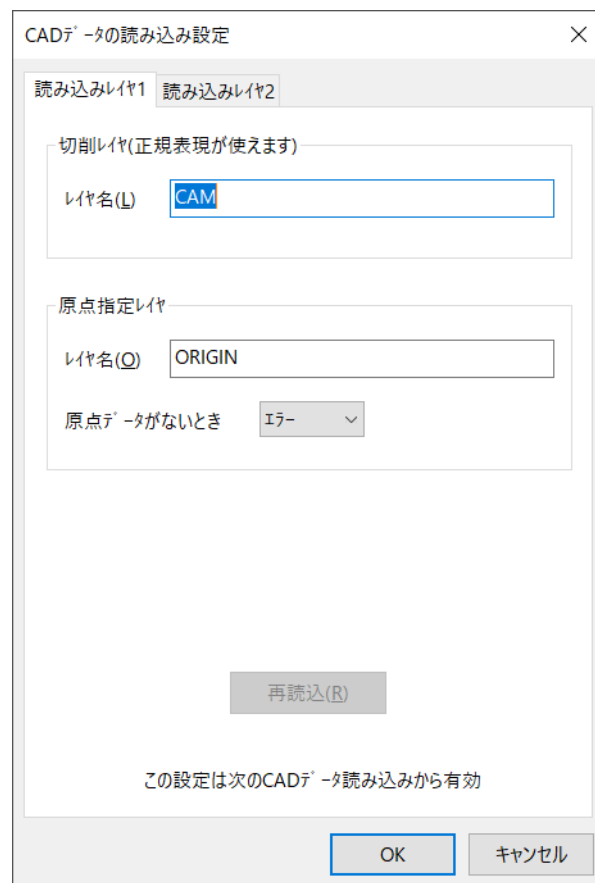 CADﾃﾞｰﾀの読み込み設定
読み込みﾚｲﾔ1 読み込みﾚｲﾔ2
切削ﾚｲﾔ(正規表現が使えます)
ﾚｲﾔ名(L) CAM
原点指定ﾚｲﾔ
ﾚｲﾔ名(O) ORIGIN
原点ﾃﾞｰﾀがないとき ｴﾗｰ
再読込(R)
この設定は次のCADﾃﾞｰﾀ読み込みから有効
OK キャンセル